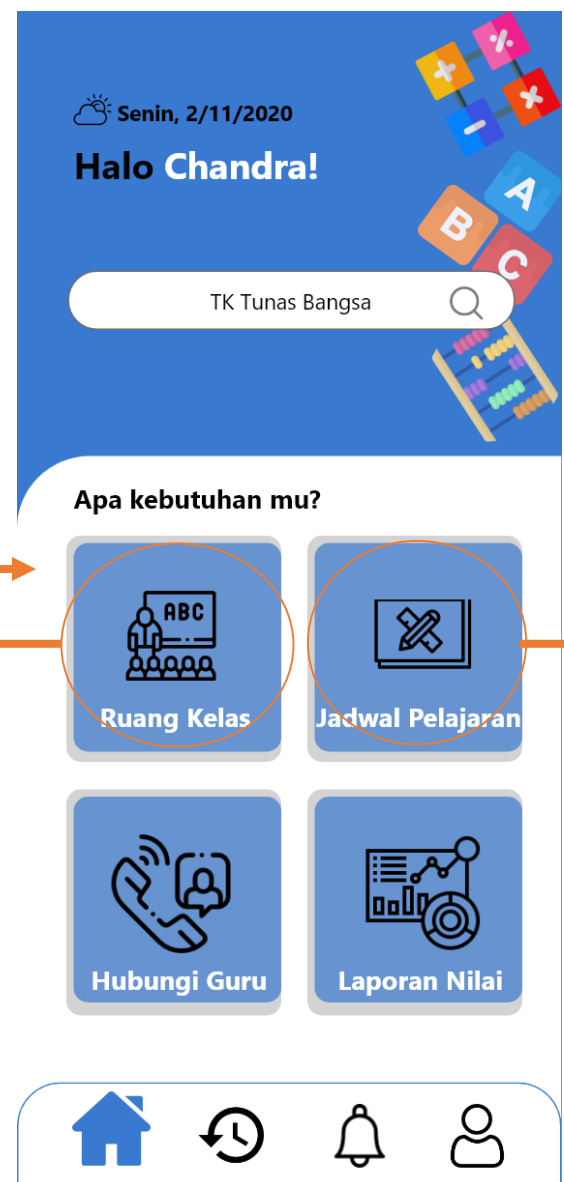 Senin, 2/11/2020
Halo Chandra!
A
B
C
TK Tunas Bangsa
Apa kebutuhan mu?
ABC
Ruang Kelas
Jadwal Pelajaran
Hubungi Guru
Laporan Nilai